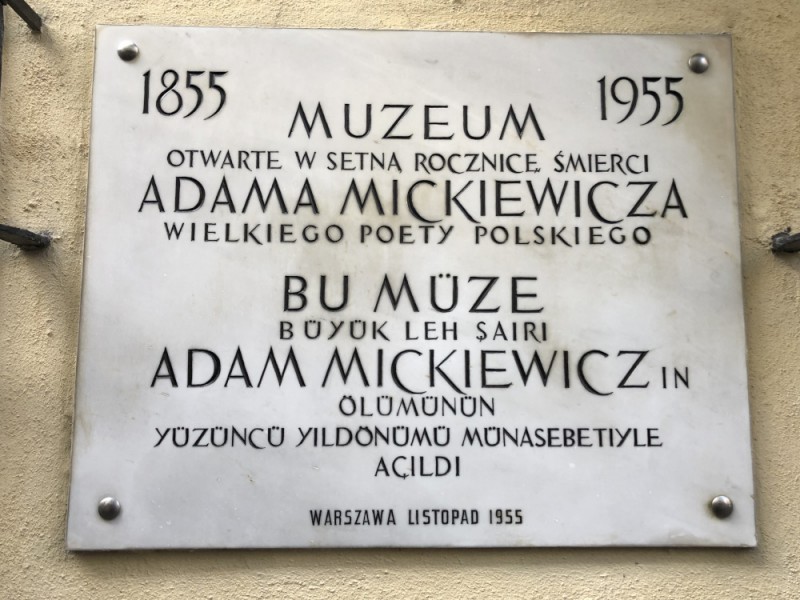 1855 1955
MUZEUM
OTWARTE W SETNĄ ROCZNICĘ ŚMIERCI
ADAMA MICKIEWICZA
WIELKIEGO POETY POLSKIEGO
BU MÜZE
BÜYÜK LEH ŞAIRI
ADAM MICKIEWICZ IN
ÖLÜMÜNÜN
YÜZÜNCÜ YILDÖNÜMÜ MÜNASEBETIYLE
AÇILDI
WARSZAWA LISTOPAD 1955